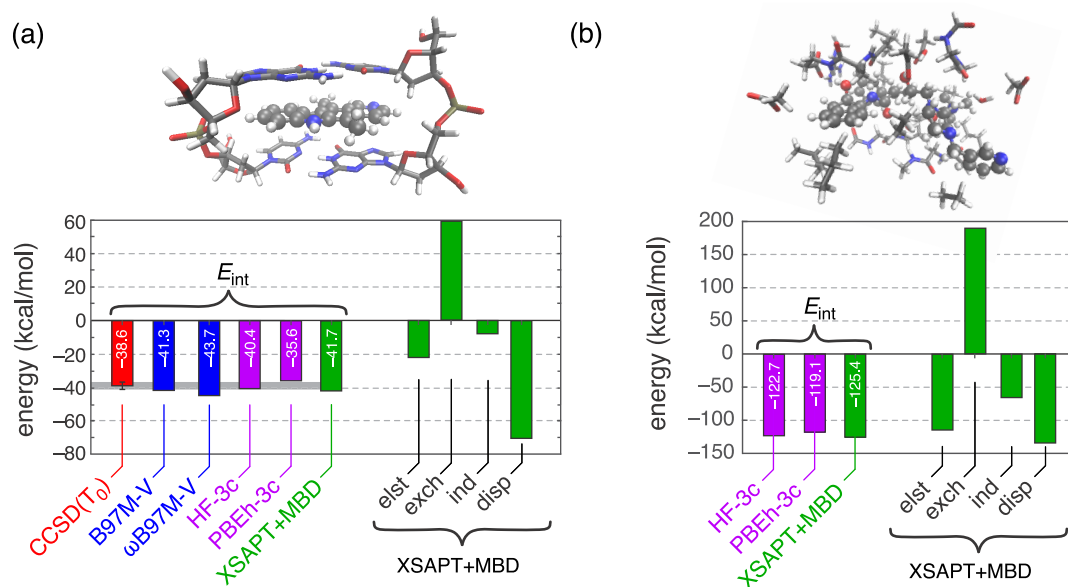 (a)
energy (kcal/mol)
60
40
20
0
−20
−40
−60
−80
E_int
−38.6
−41.3
−43.7
−40.4
−35.6
−41.7
CCSD(T₀)
B97M-V
ωB97M-V
HF-3c
PBEh-3c
XSAPT+MBD
elst
exch
ind
disp
XSAPT+MBD
(b)
energy (kcal/mol)
200
150
100
50
0
−50
−100
−150
E_int
−122.7
−119.1
−125.4
HF-3c
PBEh-3c
XSAPT+MBD
elst
exch
ind
disp
XSAPT+MBD